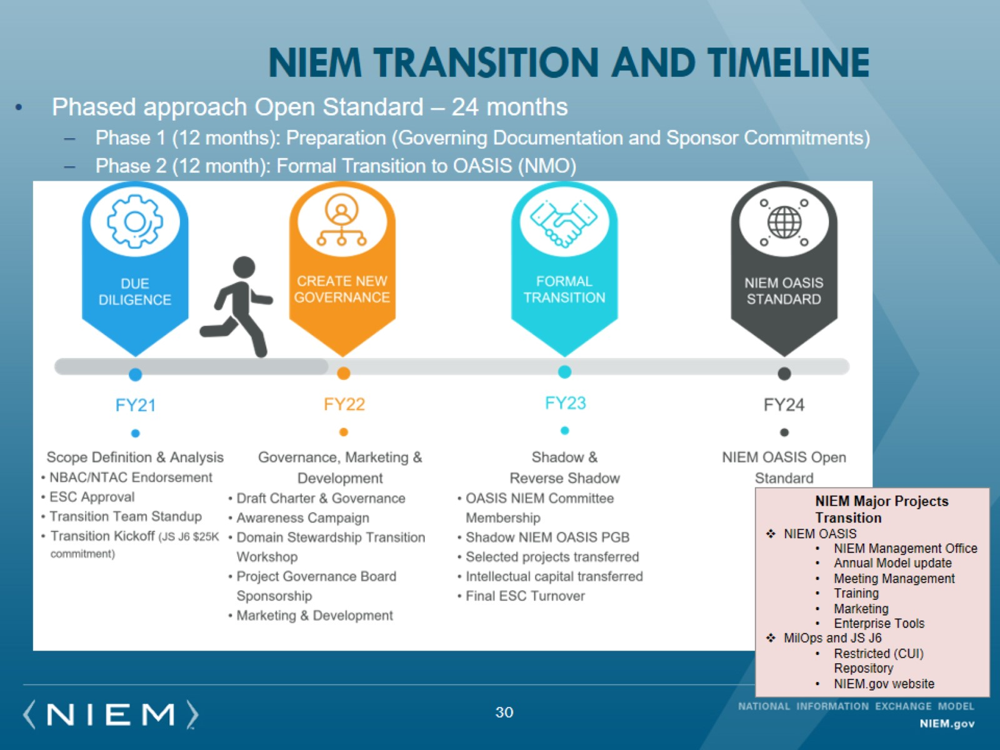 NIEM TRANSITION AND TIMELINE
• Phased approach Open Standard – 24 months
– Phase 1 (12 months): Preparation (Governing Documentation and Sponsor Commitments)
– Phase 2 (12 month): Formal Transition to OASIS (NMO)
DUE
DILIGENCE
CREATE NEW
GOVERNANCE
FORMAL
TRANSITION
NIEM OASIS
STANDARD
FY21
FY22
FY23
FY24
Scope Definition & Analysis
• NBAC/NTAC Endorsement
• ESC Approval
• Transition Team Standup
• Transition Kickoff (JS J6 $25K
commitment)
Governance, Marketing &
Development
• Draft Charter & Governance
• Awareness Campaign
• Domain Stewardship Transition
Workshop
• Project Governance Board
Sponsorship
• Marketing & Development
Shadow &
Reverse Shadow
• OASIS NIEM Committee
Membership
• Shadow NIEM OASIS PGB
• Selected projects transferred
• Intellectual capital transferred
• Final ESC Turnover
NIEM OASIS Open
Standard
NIEM Major Projects
Transition
❖ NIEM OASIS
• NIEM Management Office
• Annual Model update
• Meeting Management
• Training
• Marketing
• Enterprise Tools
❖ MilOps and JS J6
• Restricted (CUI)
Repository
• NIEM.gov website
NIEM™
30
NATIONAL INFORMATION EXCHANGE MODEL
NIEM.gov